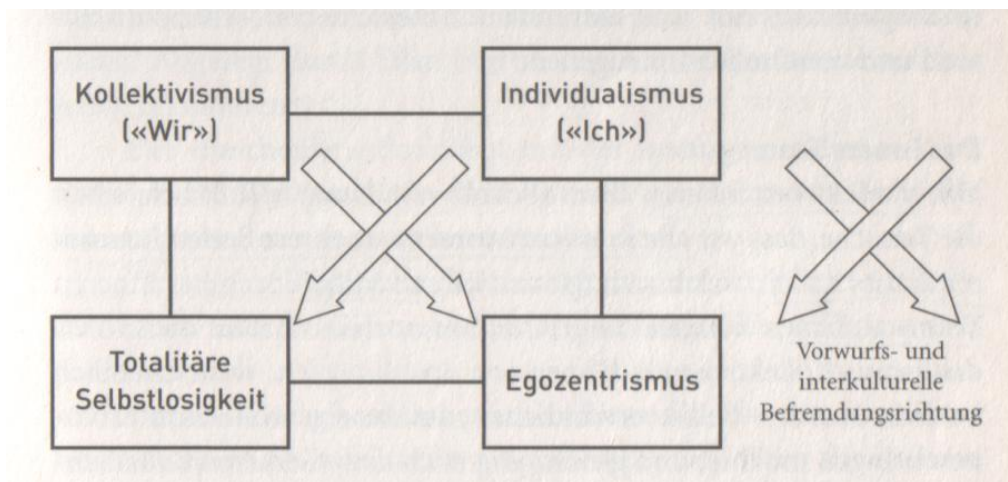 Kollektivismus
(«Wir»)
Individualismus
(«Ich»)
Totalitäre
Selbstlosigkeit
Egozentrismus
Vorwurfs- und
interkulturelle
Befremdungsrichtung